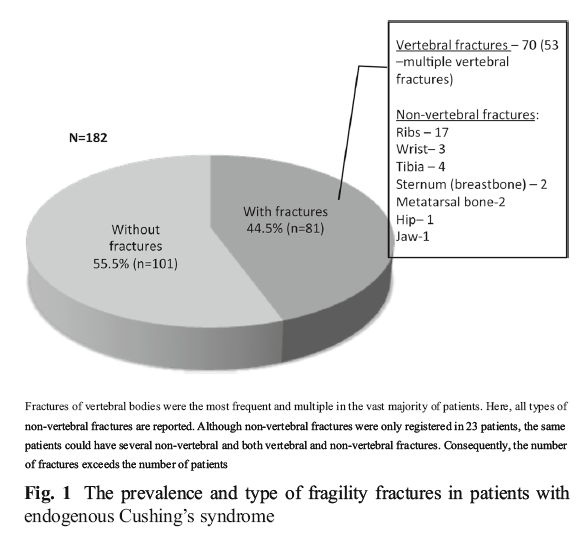 Vertebral fractures – 70 (53
–multiple vertebral
fractures)
Non-vertebral fractures:
Ribs – 17
Wrist– 3
Tibia – 4
Sternum (breastbone) – 2
Metatarsal bone-2
Hip– 1
Jaw-1
N=182
With fractures
44.5% (n=81)
Without
fractures
55.5% (n=101)
Fractures of vertebral bodies were the most frequent and multiple in the vast majority of patients. Here, all types of
non-vertebral fractures are reported. Although non-vertebral fractures were only registered in 23 patients, the same
patients could have several non-vertebral and both vertebral and non-vertebral fractures. Consequently, the number
of fractures exceeds the number of patients
Fig. 1 The prevalence and type of fragility fractures in patients with
endogenous Cushing's syndrome